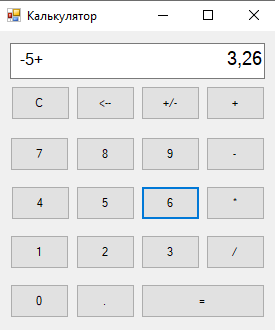 Калькулятор
-5+ 3,26
C <-- +/- +
7 8 9 -
4 5 6 *
1 2 3 /
0 . =